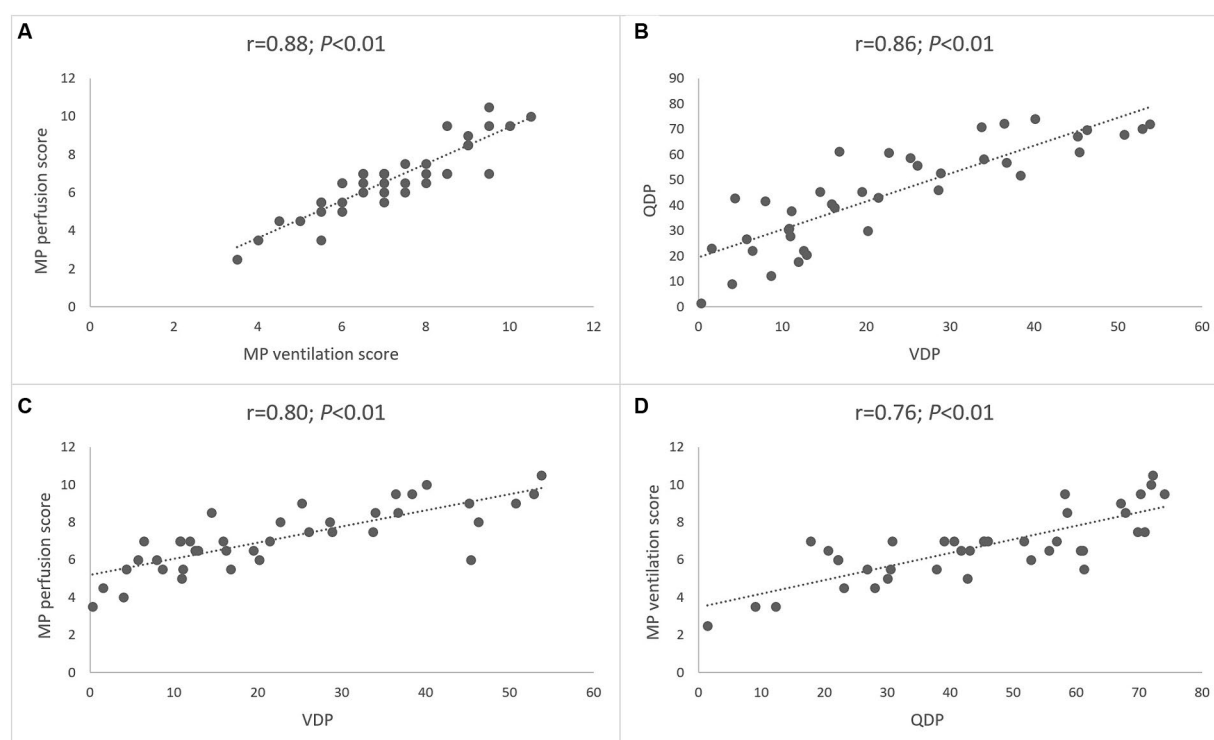 A
r=0.88; P<0.01
12
10
8
6
4
2
0
MP perfusion score
0 2 4 6 8 10 12
MP ventilation score
B
r=0.86; P<0.01
90
80
70
60
50
40
30
20
10
0
QDP
0 10 20 30 40 50 60
VDP
C
r=0.80; P<0.01
12
10
8
6
4
2
0
MP perfusion score
0 10 20 30 40 50 60
VDP
D
r=0.76; P<0.01
12
10
8
6
4
2
0
MP ventilation score
0 10 20 30 40 50 60 70 80
QDP